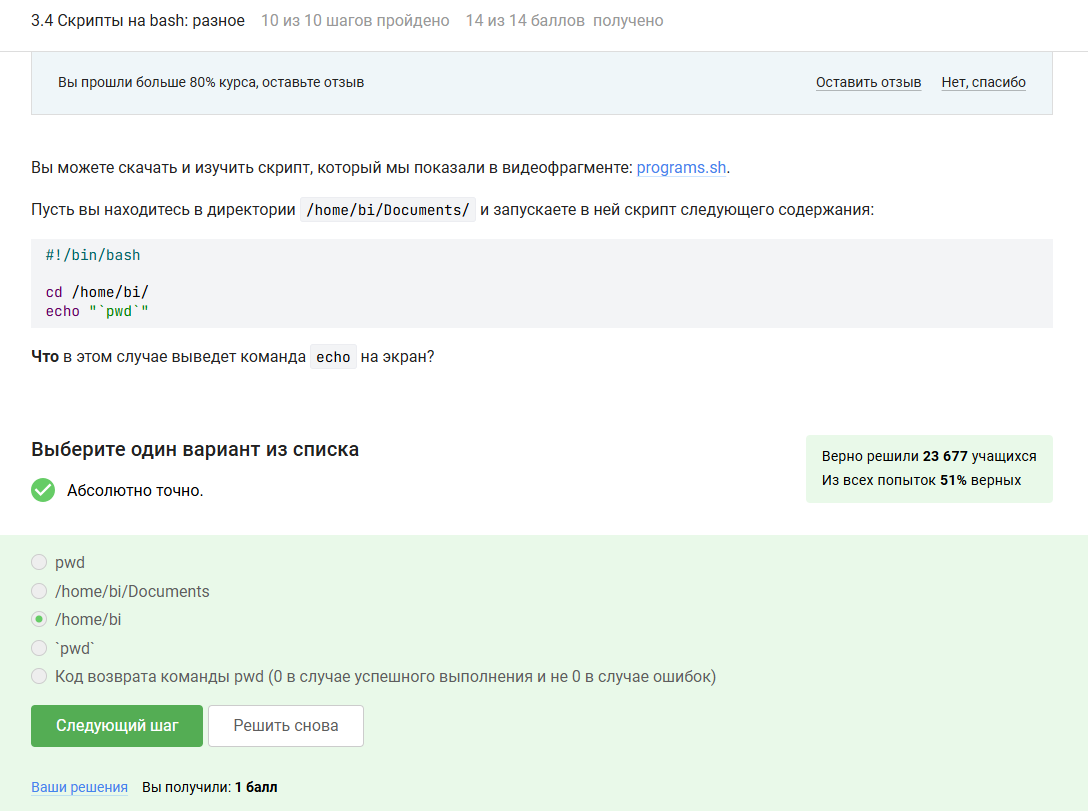 3.4 Скрипты на bash: разное 10 из 10 шагов пройдено 14 из 14 баллов получено
Вы прошли больше 80% курса, оставьте отзыв Оставить отзыв Нет, спасибо
Вы можете скачать и изучить скрипт, который мы показали в видеофрагменте: programs.sh.
Пусть вы находитесь в директории /home/bi/Documents/ и запускаете в ней скрипт следующего содержания:
#!/bin/bash
cd /home/bi/
echo "`pwd`"
Что в этом случае выведет команда echo на экран?
Выберите один вариант из списка
Верно решили 23 677 учащихся
Из всех попыток 51% верных
Абсолютно точно.
pwd
/home/bi/Documents
/home/bi
`pwd`
Код возврата команды pwd (0 в случае успешного выполнения и не 0 в случае ошибок)
Следующий шаг Решить снова
Ваши решения Вы получили: 1 балл